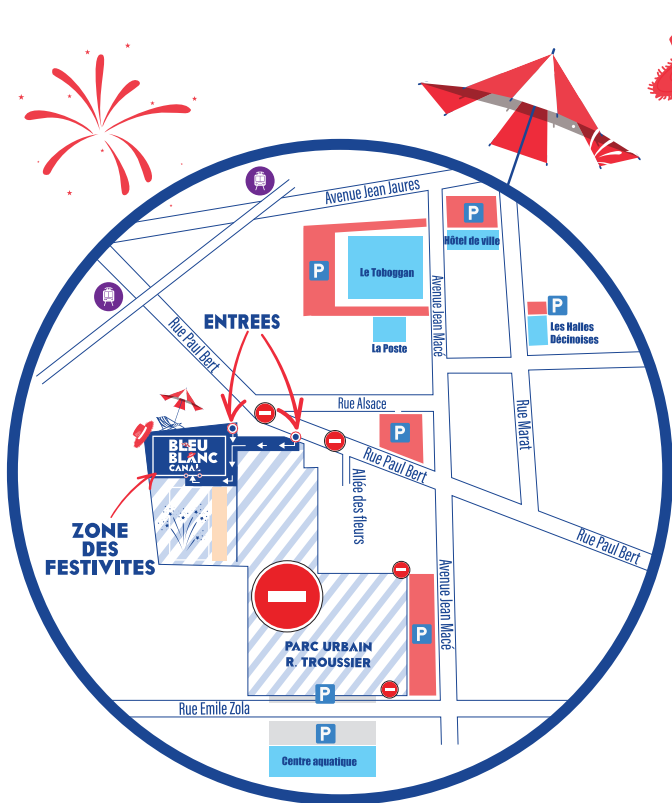 Avenue Jean Jaures
P
Hôtel de ville
P
Le Toboggan
Avenue Jean Macé
P
Les Halles
Décinoises
La Poste
ENTREES
Rue Paul Bert
Rue Alsace
P
Rue Marat
BLEU
BLANC
CANAL
Rue Paul Bert
Allée des fleurs
Rue Paul Bert
ZONE
DES
FESTIVITES
Avenue Jean Macé
P
PARC URBAIN
R. TROUSSIER
P
Rue Emile Zola
P
Centre aquatique